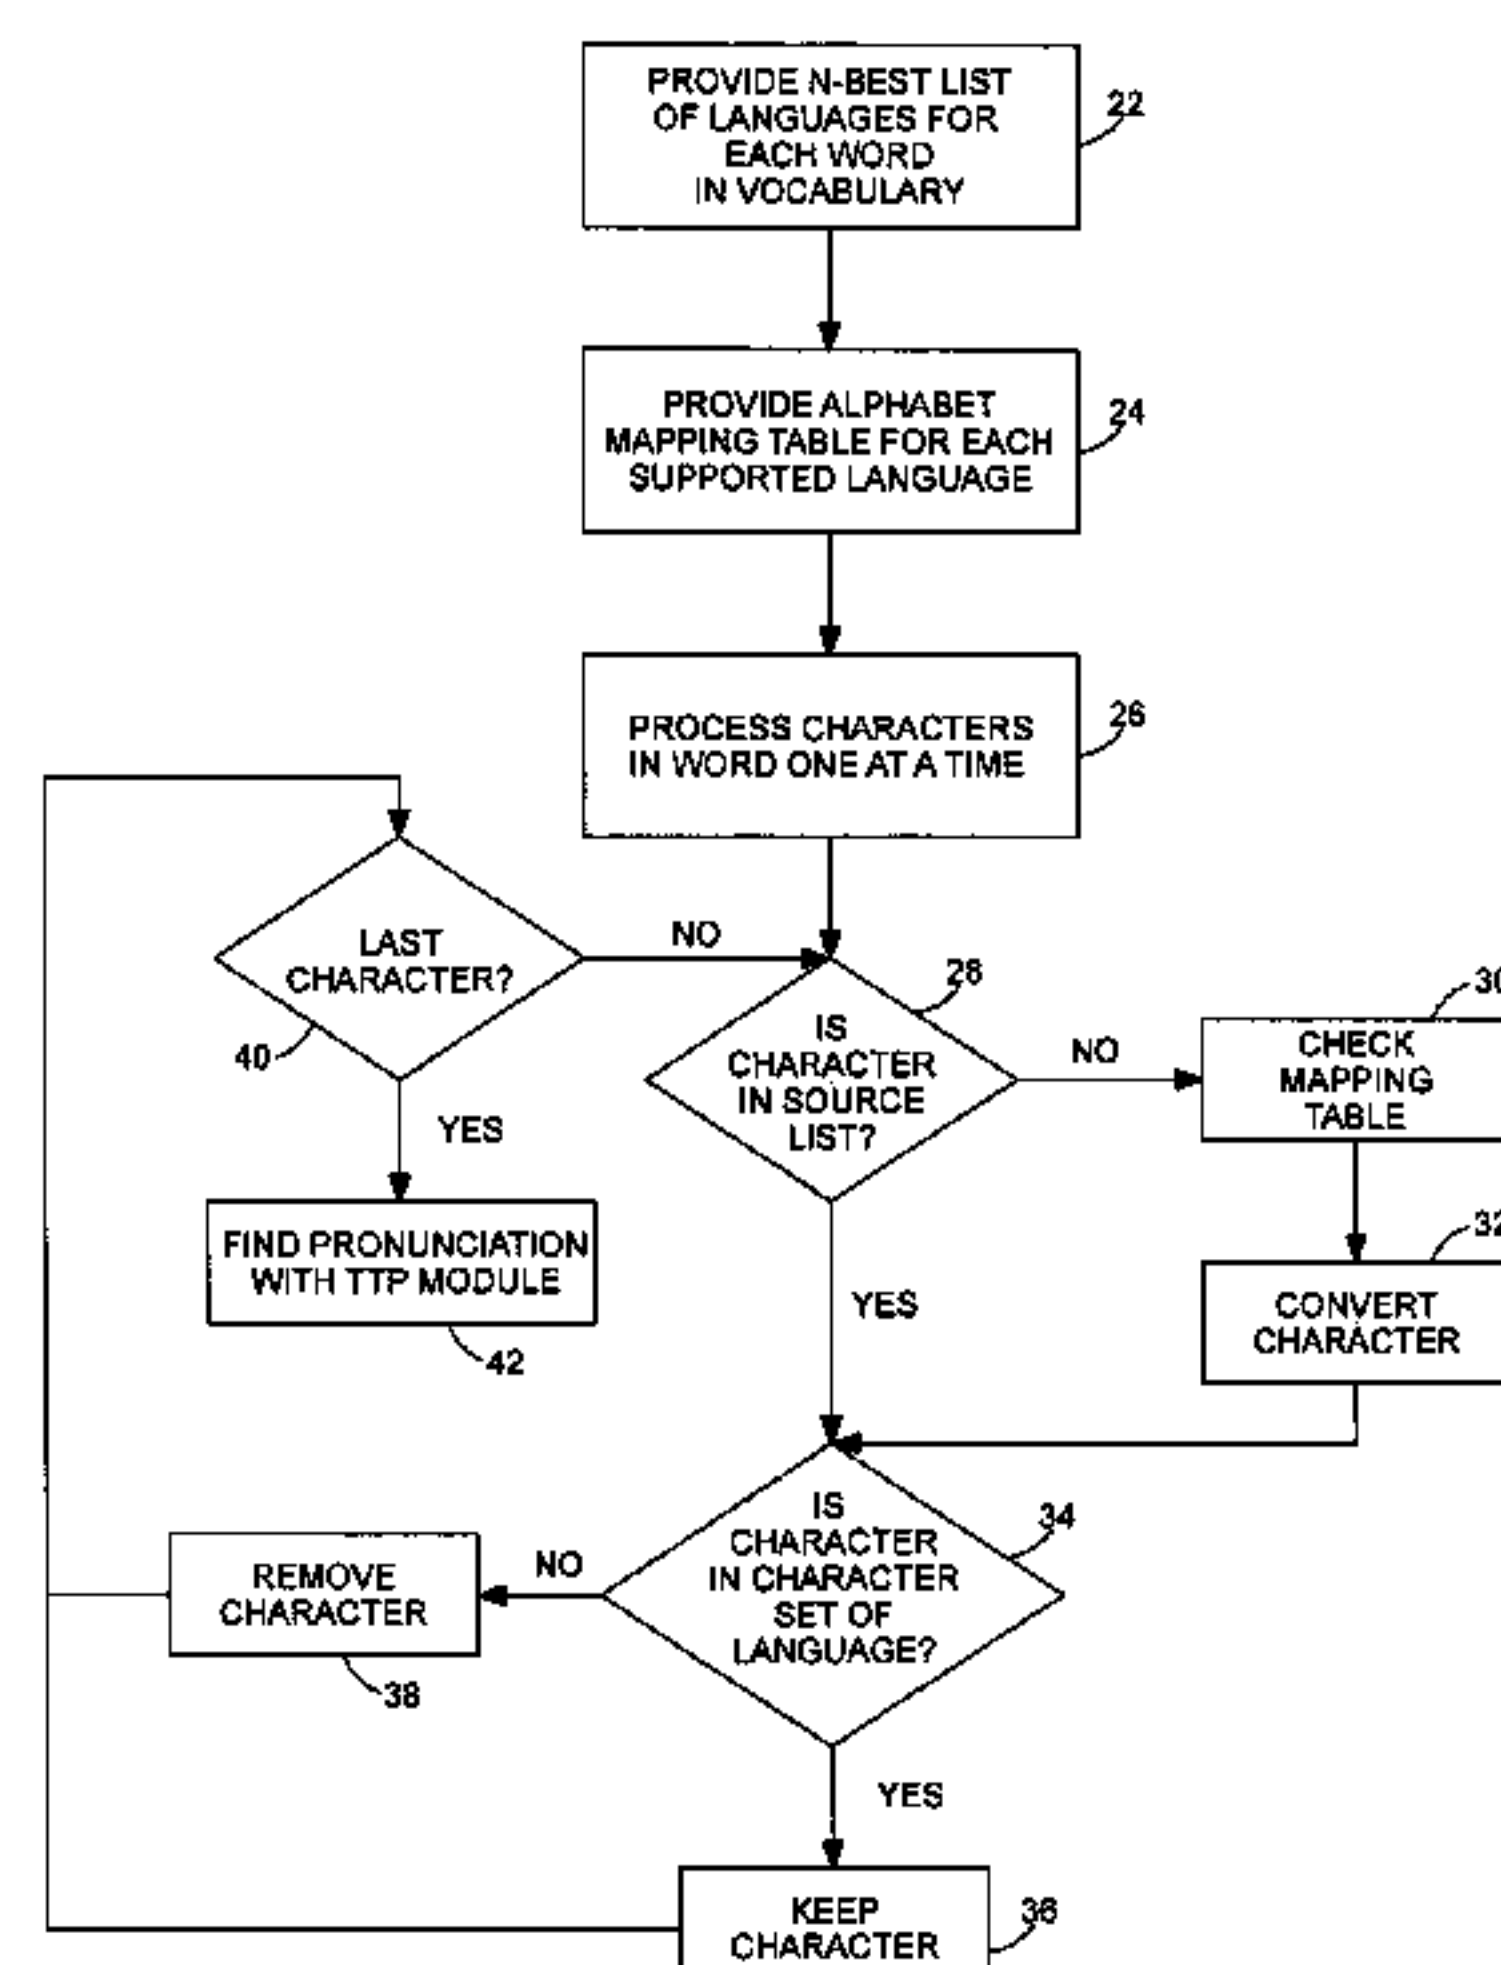 PROVIDE N-BEST LIST
OF LANGUAGES FOR
EACH WORD
IN VOCABULARY
22
PROVIDE ALPHABET
MAPPING TABLE FOR EACH
SUPPORTED LANGUAGE
24
PROCESS CHARACTERS
IN WORD ONE AT A TIME
26
LAST
CHARACTER?
40
NO
IS
CHARACTER
IN SOURCE
LIST?
28
NO
CHECK
MAPPING
TABLE
30
YES
FIND PRONUNCIATION
WITH TTP MODULE
42
YES
CONVERT
CHARACTER
32
IS
CHARACTER
IN CHARACTER
SET OF
LANGUAGE?
34
NO
REMOVE
CHARACTER
38
YES
KEEP
CHARACTER
36